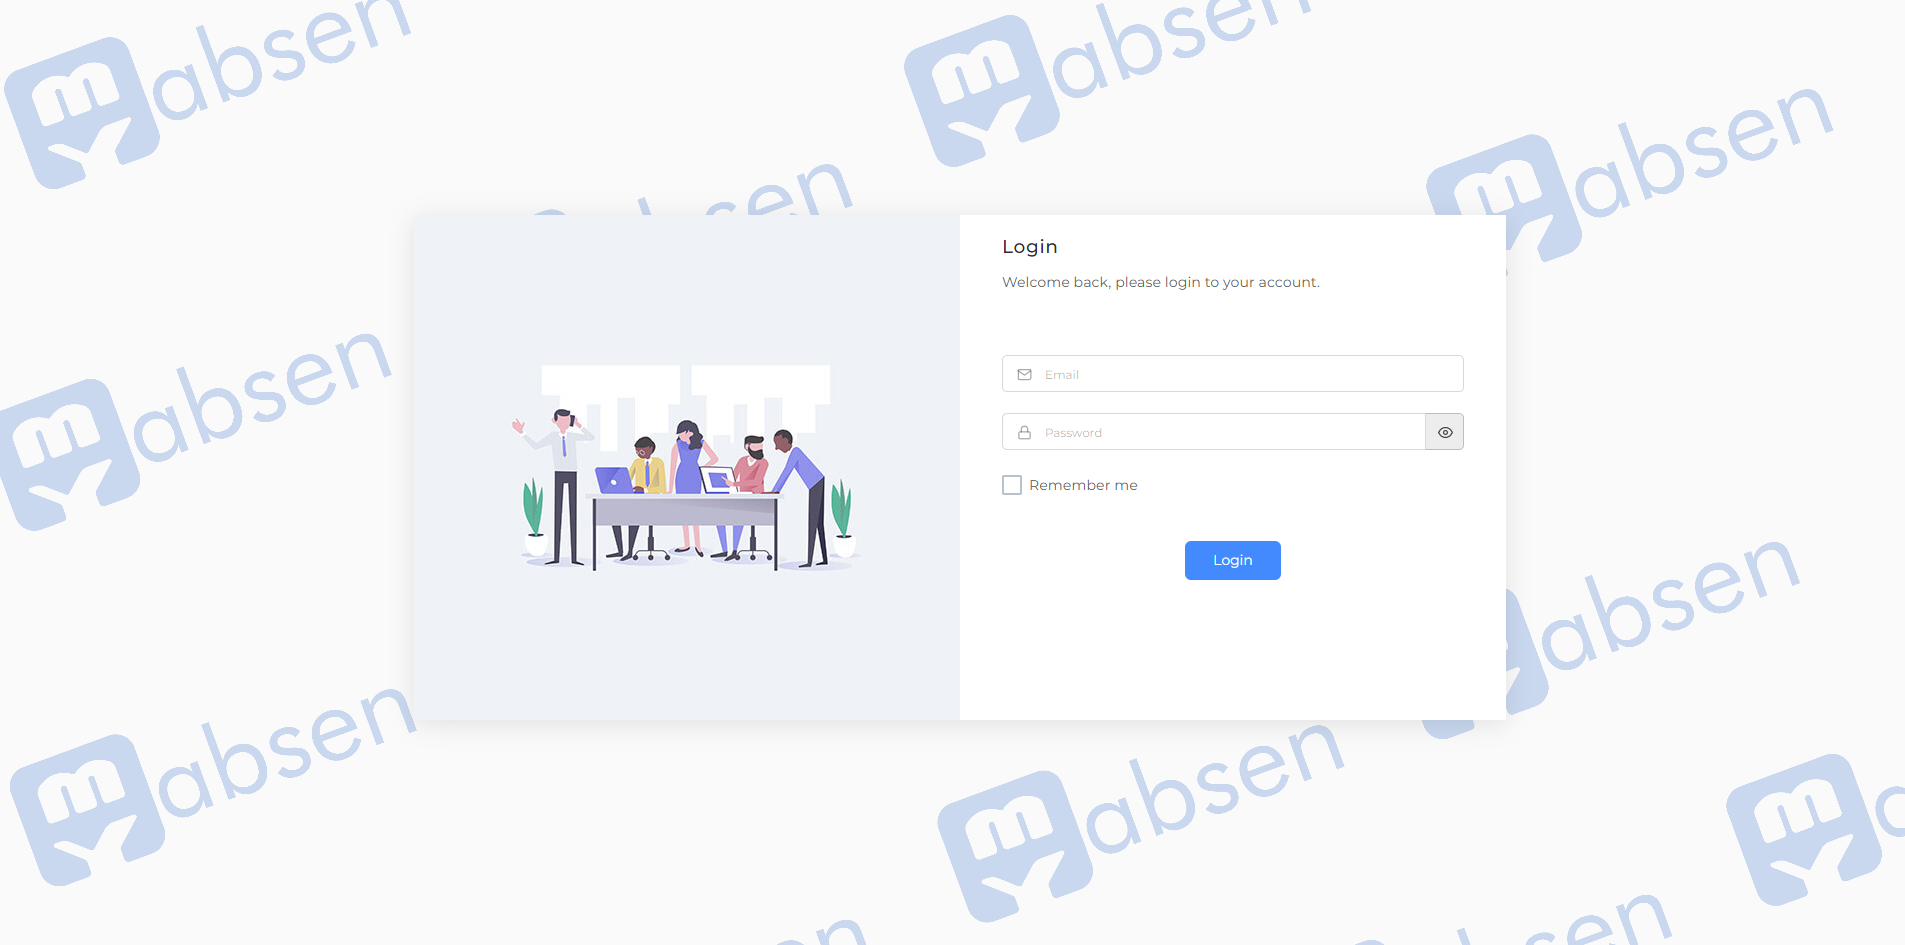 absen
absen
absen
absen
Login
Welcome back, please login to your account.
Email
Password
Remember me
Login
absen
absen
absen